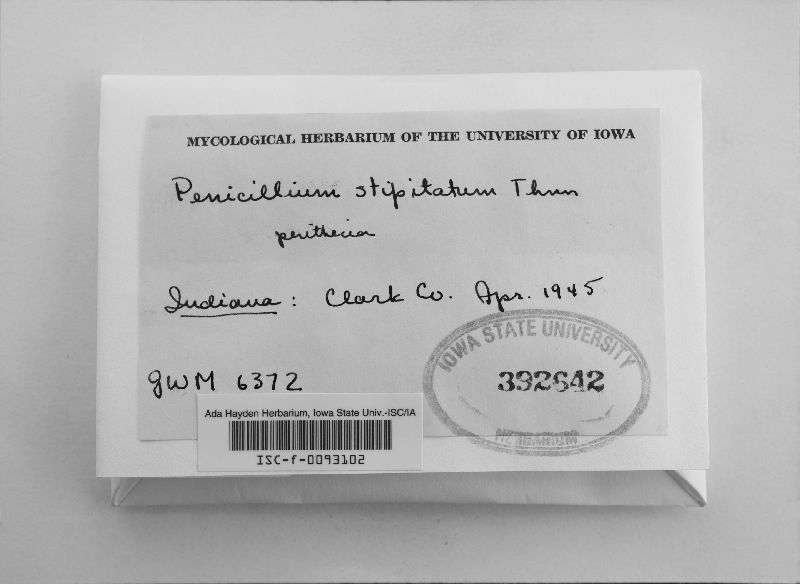 MYCOLOGICAL HERBARIUM OF THE UNIVERSITY OF IOWA
Penicillium stipitatum Thom
perithecia
Indiana: Clark Co. Apr. 1945
GWM 6372
IOWA STATE UNIVERSITY
392642
HERBARIUM
Ada Hayden Herbarium, Iowa State Univ.-ISC/IA
ISC-f-0093102